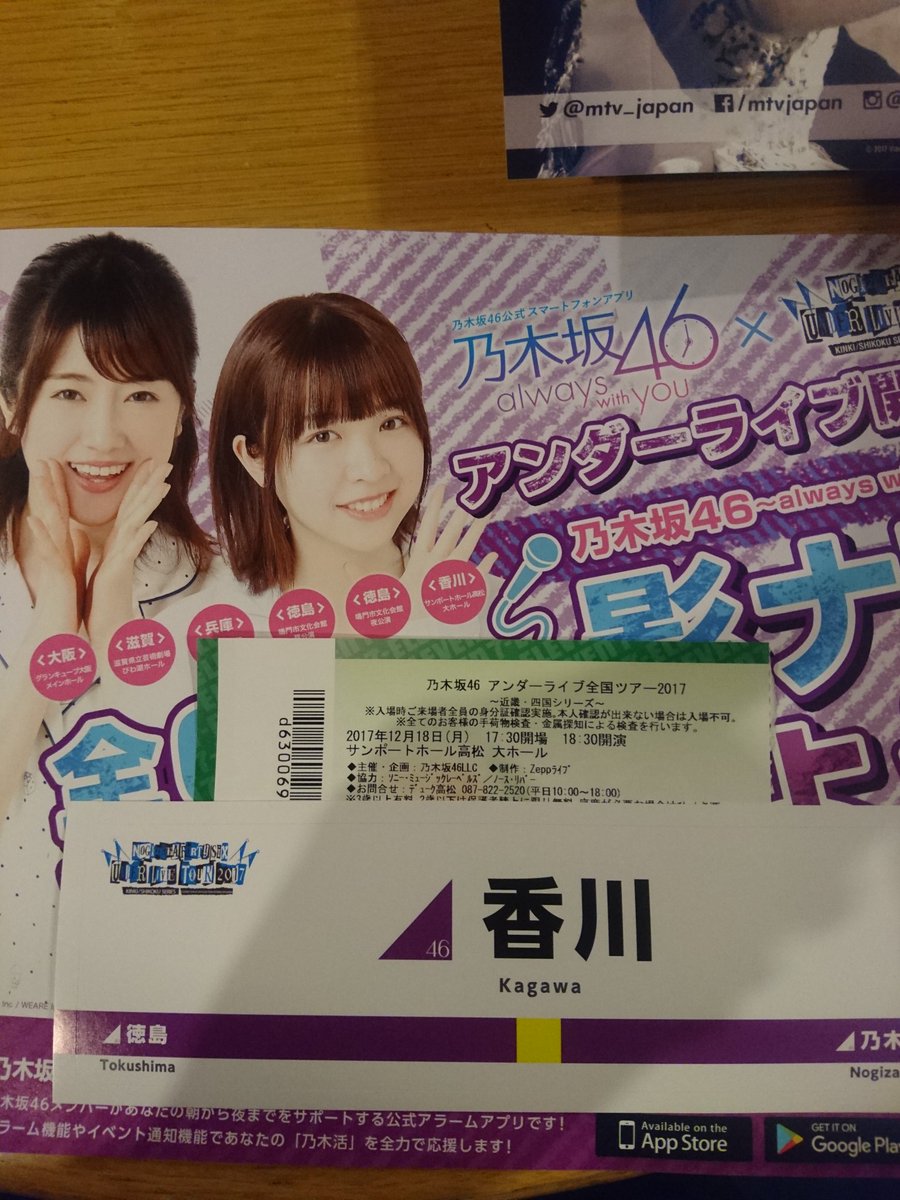 @mtv_japan /mtvjapan
© 2017
乃木坂46公式スマートフォンアプリ
乃木坂46
always with you
×
KINKI/SHIKOKU
アンダーライブ
乃木坂46~always
影ナ
<香川>
サンポートホール高松
大ホール
<徳島>
鳴門市文化会館
夜公演
<徳島>
鳴門市文化会館
<兵庫>
<滋賀>
滋賀県立芸術劇場
びわ湖ホール
<大阪>
グランキューブ大阪
メインホール
d630069
乃木坂46 アンダーライブ全国ツアー2017
～近畿・四国シリーズ～
※入場時ご来場者全員の身分証確認実施。本人確認が出来ない場合は入場不可。
※全てのお客様の手荷物検査・金属探知による検査を行います。
2017年12月18日(月) 17:30開場 18:30開演
サンポートホール高松 大ホール
◆主催・企画：乃木坂46LLC ◆制作：Zeppライブ
◆協力：ソニー・ミュージックレーベルズ/ノース・リバー
◆お問合せ：デューク高松 087-822-2520(平日10:00～18:00)
NOGIZAKA FORTY SIX
UNDER LIVE TOUR 2017
KINKI/SHIKOKU SERIES
46
香川
Kagawa
徳島
Tokushima
乃木
Nogiza
Inc / WEARE
乃木坂
木坂46メンバーがあなたの朝から夜までをサポートする公式アラームアプリです!
ラーム機能やイベント通知機能であなたの「乃木活」を全力で応援します!
Available on the
App Store
GET IT ON
Google Play